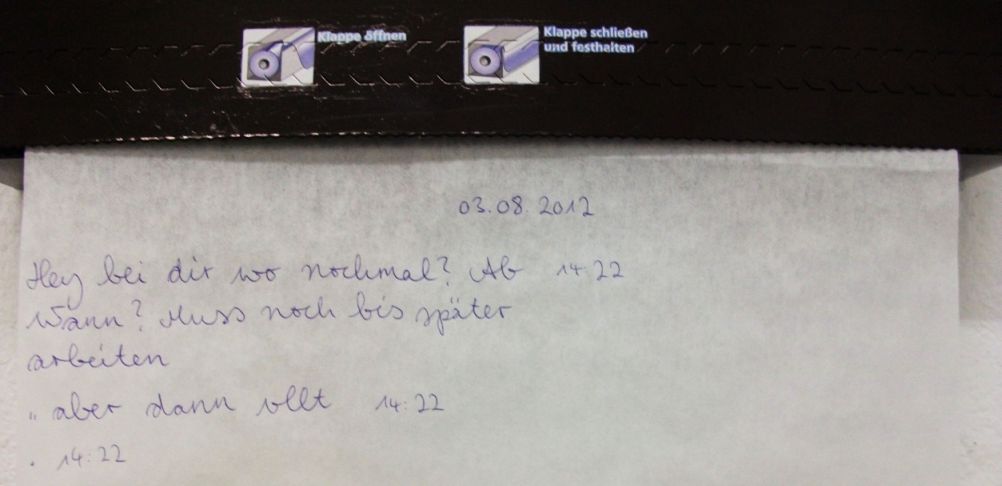 Klappe öffnen
Klappe schließen
und festhalten
03.08.2012
Hey bei dir wo nochmal? Ab 14:22
Wann? Muss noch bis später
arbeiten
„ aber dann vllt 14:22
. 14:22